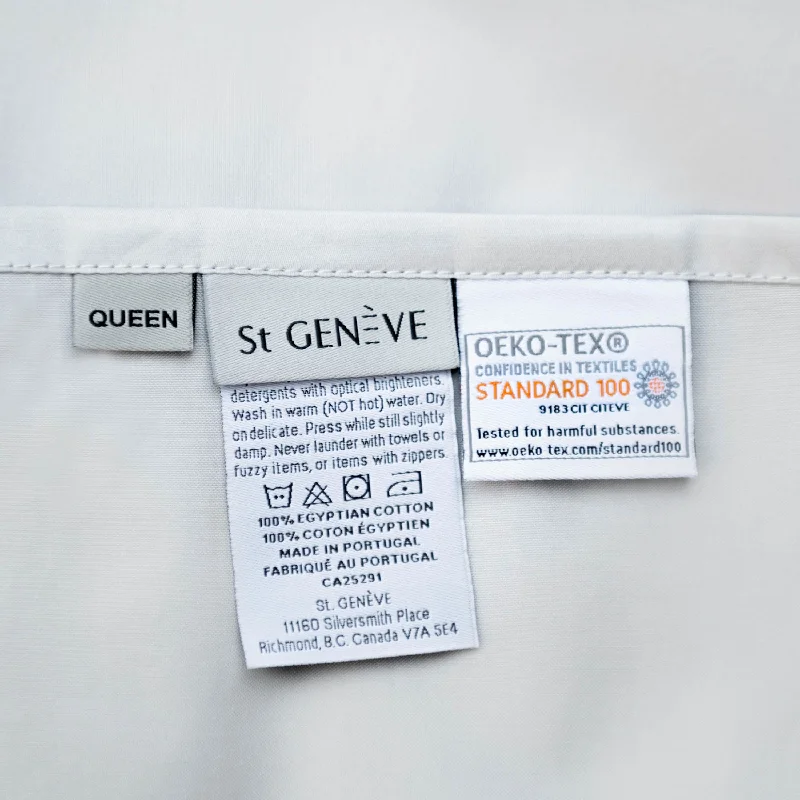 QUEEN
St GENÈVE
detergents with optical brighteners.
Wash in warm (NOT hot) water. Dry
on delicate. Press while still slightly
damp. Never launder with towels or
fuzzy items, or items with zippers.
100% EGYPTIAN COTTON
100% COTON ÉGYPTIEN
MADE IN PORTUGAL
FABRIQUÉ AU PORTUGAL
CA25291
St. GENÈVE
11160 Silversmith Place
Richmond, B.C. Canada V7A 5E4
OEKO-TEX®
CONFIDENCE IN TEXTILES
STANDARD 100
9183CIT CITEVE
Tested for harmful substances.
www.oeko tex.com/standard100